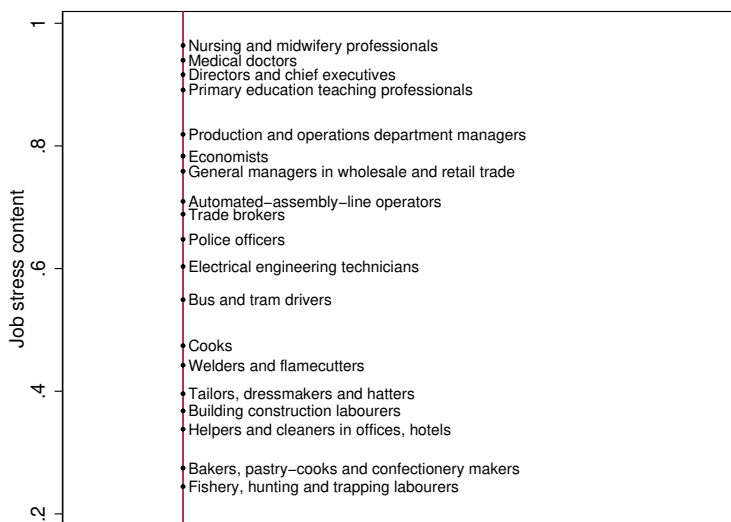 1
Nursing and midwifery professionals
Medical doctors
Directors and chief executives
Primary education teaching professionals
Production and operations department managers
.8
Economists
General managers in wholesale and retail trade
Automated−assembly−line operators
Trade brokers
Police officers
Job stress content
.6
Electrical engineering technicians
Bus and tram drivers
Cooks
Welders and flamecutters
.4
Tailors, dressmakers and hatters
Building construction labourers
Helpers and cleaners in offices, hotels
Bakers, pastry−cooks and confectionery makers
Fishery, hunting and trapping labourers
.2